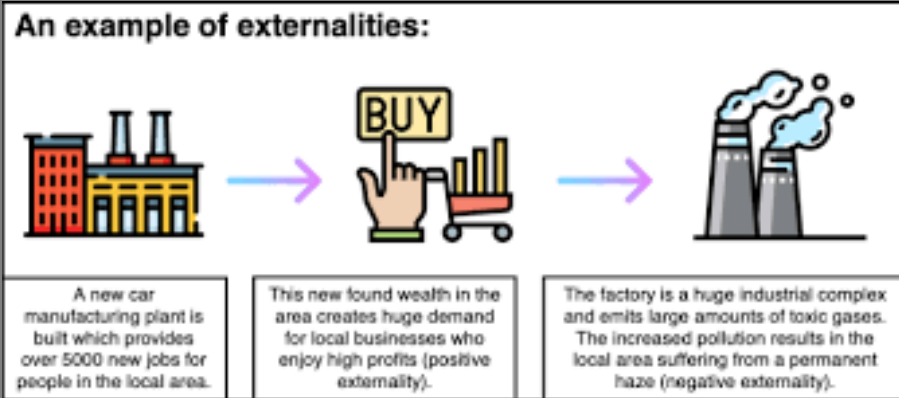 An example of externalities:
BUY
A new car
manufacturing plant is
built which provides
over 5000 new jobs for
people in the local area.
This new found wealth in the
area creates huge demand
for local businesses who
enjoy high profits (positive
externality).
The factory is a huge industrial complex
and emits large amounts of toxic gases.
The increased pollution results in the
local area suffering from a permanent
haze (negative externality).